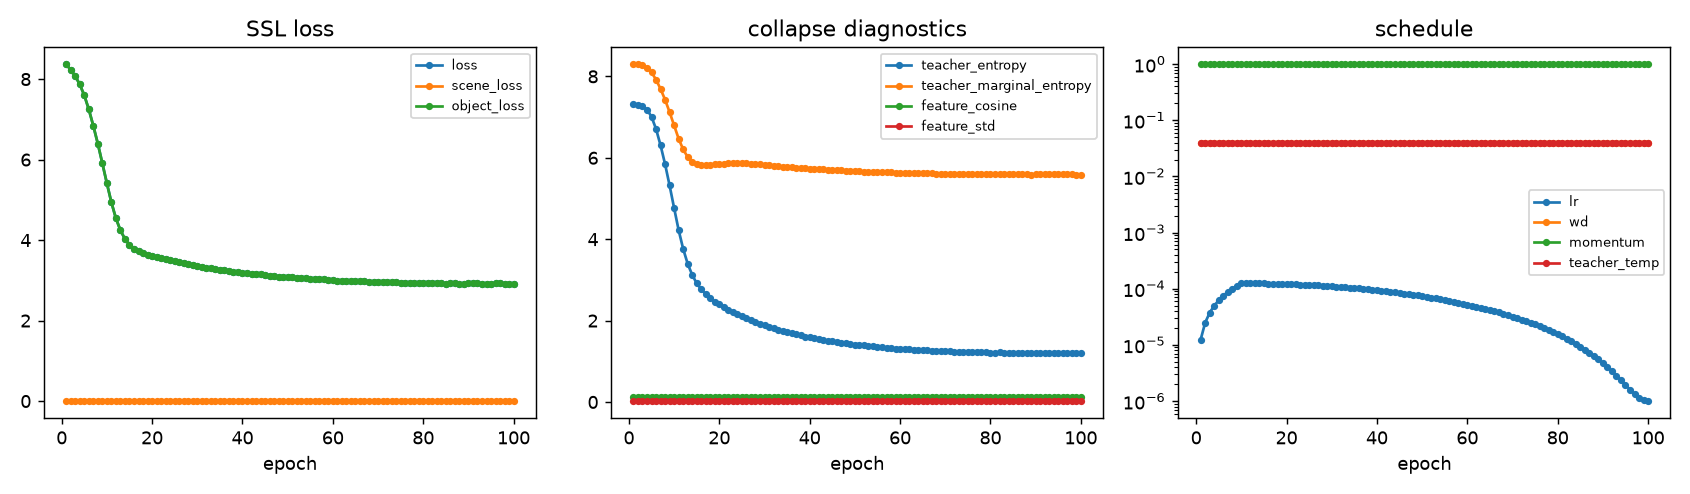 SSL loss
loss
scene_loss
object_loss
8
6
4
2
0
0 20 40 60 80 100
epoch
collapse diagnostics
teacher_entropy
teacher_marginal_entropy
feature_cosine
feature_std
8
6
4
2
0
0 20 40 60 80 100
epoch
schedule
10⁰
10⁻¹
10⁻²
10⁻³
10⁻⁴
10⁻⁵
10⁻⁶
lr
wd
momentum
teacher_temp
0 20 40 60 80 100
epoch